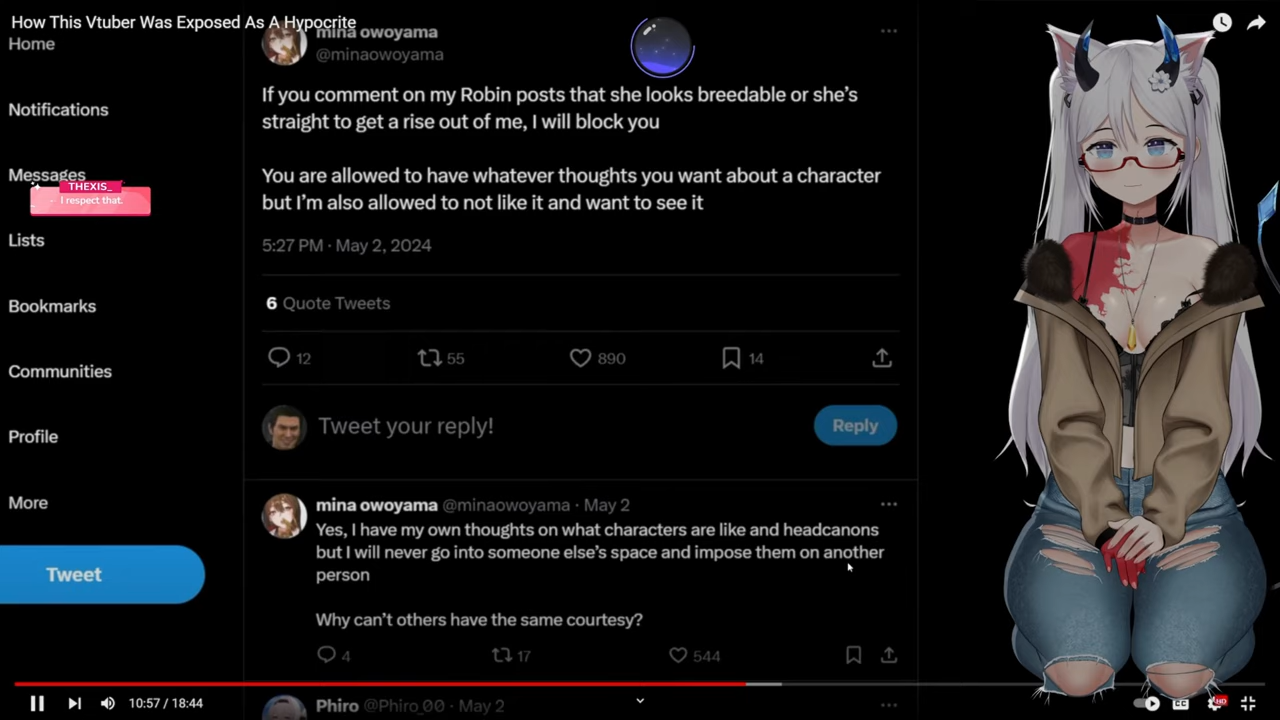 How This Vtuber Was Exposed As A Hypocrite
Home
Notifications
Messages
THEXIS_
I respect that.
Lists
Bookmarks
Communities
Profile
More
Tweet
mina owoyama
@minaowoyama
If you comment on my Robin posts that she looks breedable or she's
straight to get a rise out of me, I will block you
You are allowed to have whatever thoughts you want about a character
but I'm also allowed to not like it and want to see it
5:27 PM · May 2, 2024
6 Quote Tweets
12 55 890 14
Tweet your reply!
Reply
mina owoyama @minaowoyama · May 2
Yes, I have my own thoughts on what characters are like and headcanons
but I will never go into someone else's space and impose them on another
person
Why can't others have the same courtesy?
4 17 544
Phiro @Phiro_00 · May 2
10:57 / 18:44
CC
HD